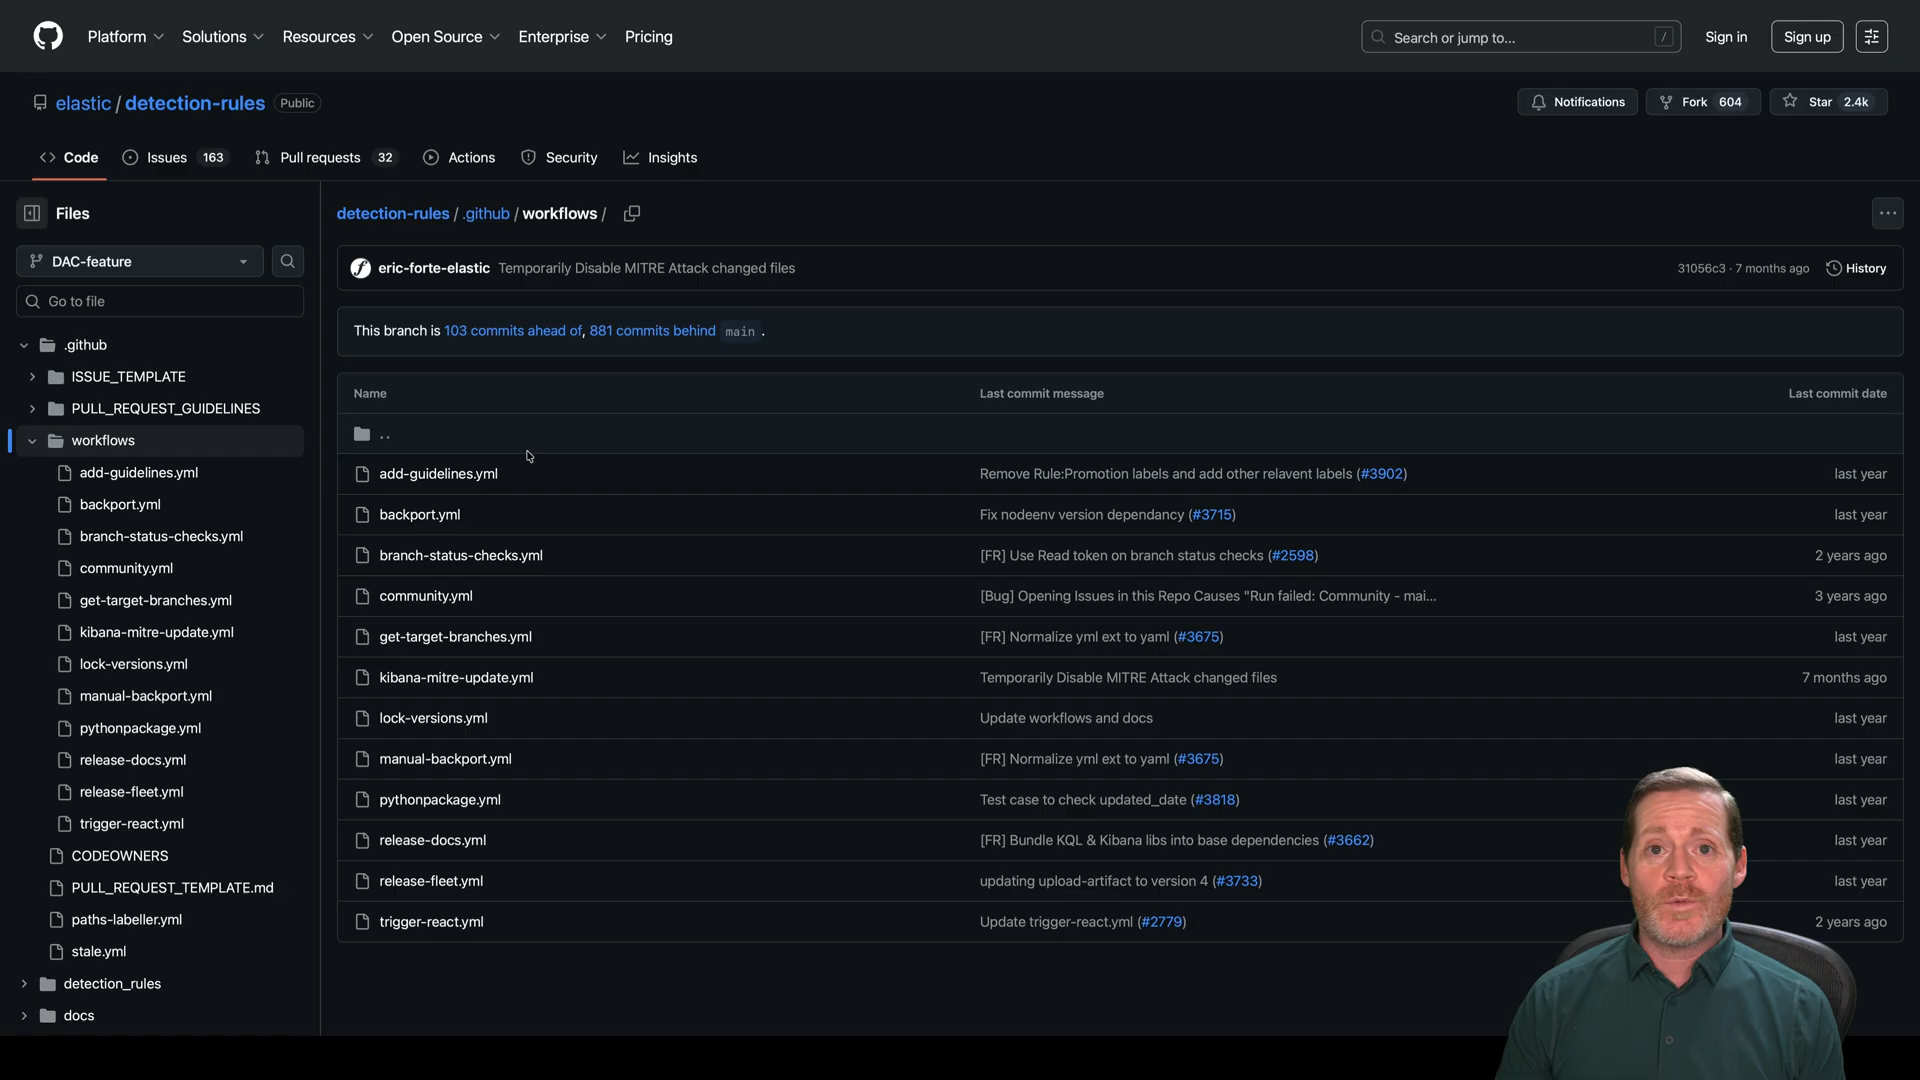 Platform Solutions Resources Open Source Enterprise Pricing Search or jump to... / Sign in Sign up
elastic / detection-rules Public Notifications Fork 604 Star 2.4k
Code Issues 163 Pull requests 32 Actions Security Insights
Files
DAC-feature
Go to file
.github
ISSUE_TEMPLATE
PULL_REQUEST_GUIDELINES
workflows
add-guidelines.yml
backport.yml
branch-status-checks.yml
community.yml
get-target-branches.yml
kibana-mitre-update.yml
lock-versions.yml
manual-backport.yml
pythonpackage.yml
release-docs.yml
release-fleet.yml
trigger-react.yml
CODEOWNERS
PULL_REQUEST_TEMPLATE.md
paths-labeller.yml
stale.yml
detection_rules
docs
detection-rules / .github / workflows /
eric-forte-elastic Temporarily Disable MITRE Attack changed files 31056c3 · 7 months ago History
This branch is 103 commits ahead of, 881 commits behind main .
Name Last commit message Last commit date
..
add-guidelines.yml Remove Rule:Promotion labels and add other relavent labels (#3902) last year
backport.yml Fix nodeenv version dependancy (#3715) last year
branch-status-checks.yml [FR] Use Read token on branch status checks (#2598) 2 years ago
community.yml [Bug] Opening Issues in this Repo Causes "Run failed: Community - mai... 3 years ago
get-target-branches.yml [FR] Normalize yml ext to yaml (#3675) last year
kibana-mitre-update.yml Temporarily Disable MITRE Attack changed files 7 months ago
lock-versions.yml Update workflows and docs last year
manual-backport.yml [FR] Normalize yml ext to yaml (#3675) last year
pythonpackage.yml Test case to check updated_date (#3818) last year
release-docs.yml [FR] Bundle KQL & Kibana libs into base dependencies (#3662) last year
release-fleet.yml updating upload-artifact to version 4 (#3733) last year
trigger-react.yml Update trigger-react.yml (#2779) 2 years ago